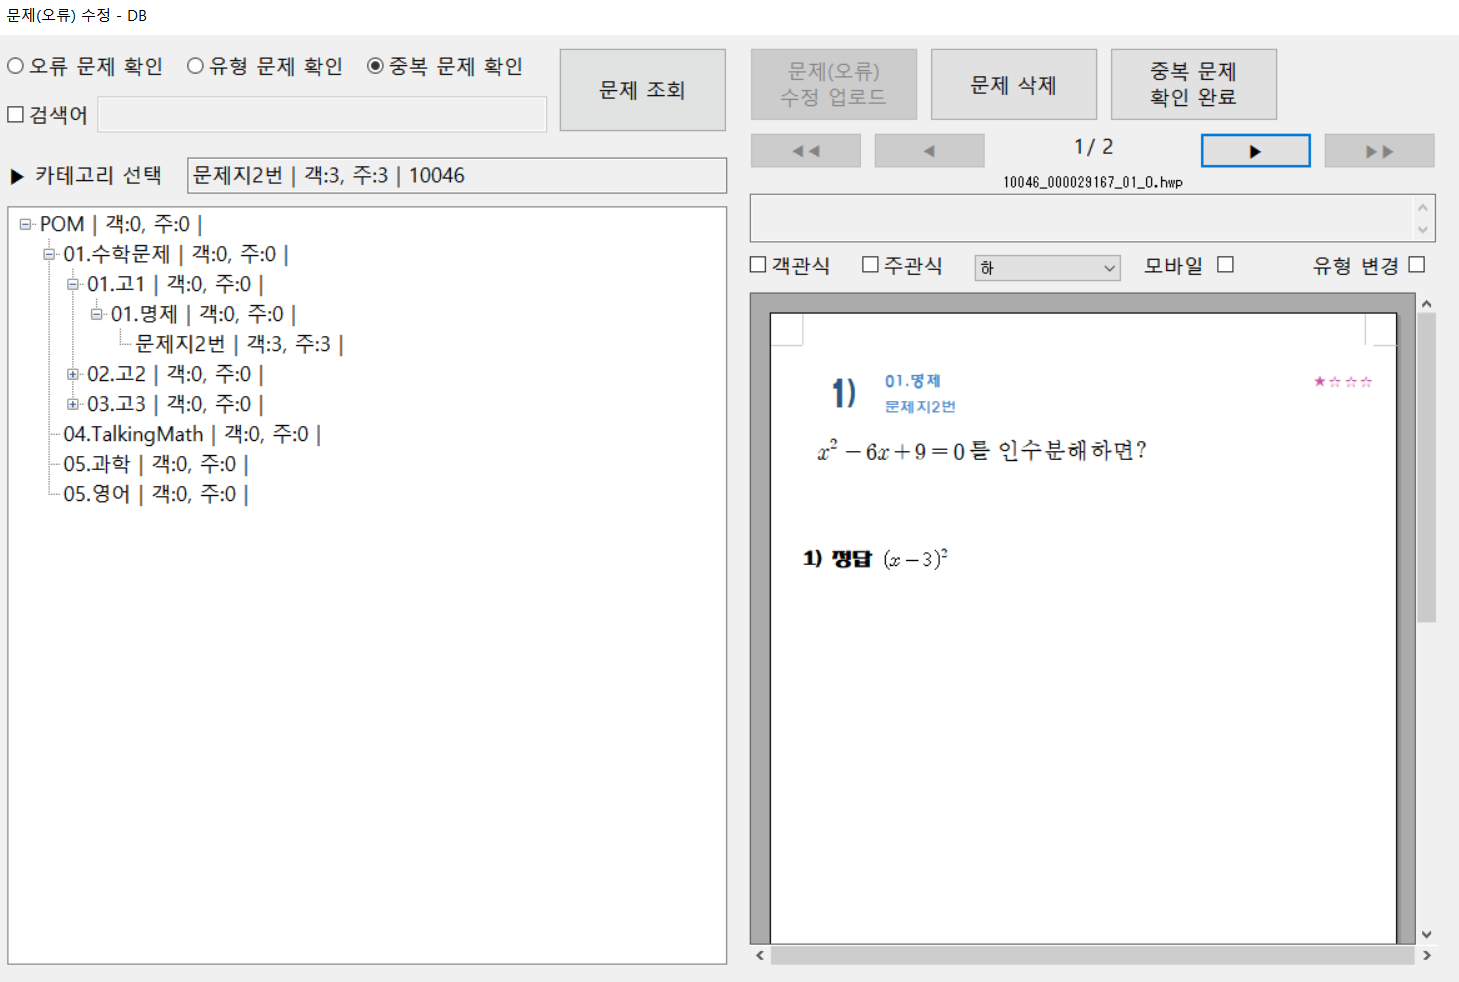 문제(오류) 수정 - DB
오류 문제 확인 유형 문제 확인 중복 문제 확인
검색어
문제 조회
▶ 카테고리 선택 문제지2번 | 객:3, 주:3 | 10046
POM | 객:0, 주:0 |
01.수학문제 | 객:0, 주:0 |
01.고1 | 객:0, 주:0 |
01.명제 | 객:0, 주:0 |
문제지2번 | 객:3, 주:3 |
02.고2 | 객:0, 주:0 |
03.고3 | 객:0, 주:0 |
04.TalkingMath | 객:0, 주:0 |
05.과학 | 객:0, 주:0 |
05.영어 | 객:0, 주:0 |
문제(오류)
수정 업로드
문제 삭제
중복 문제
확인 완료
◀◀ ◀ 1/ 2 ▶ ▶▶
10046_000029167_01_0.hwp
객관식 주관식 하 모바일 유형 변경
1) 01.명제 ★☆☆☆
문제지2번
x² − 6x + 9 = 0를 인수분해하면?
1) 정답 (x − 3)²